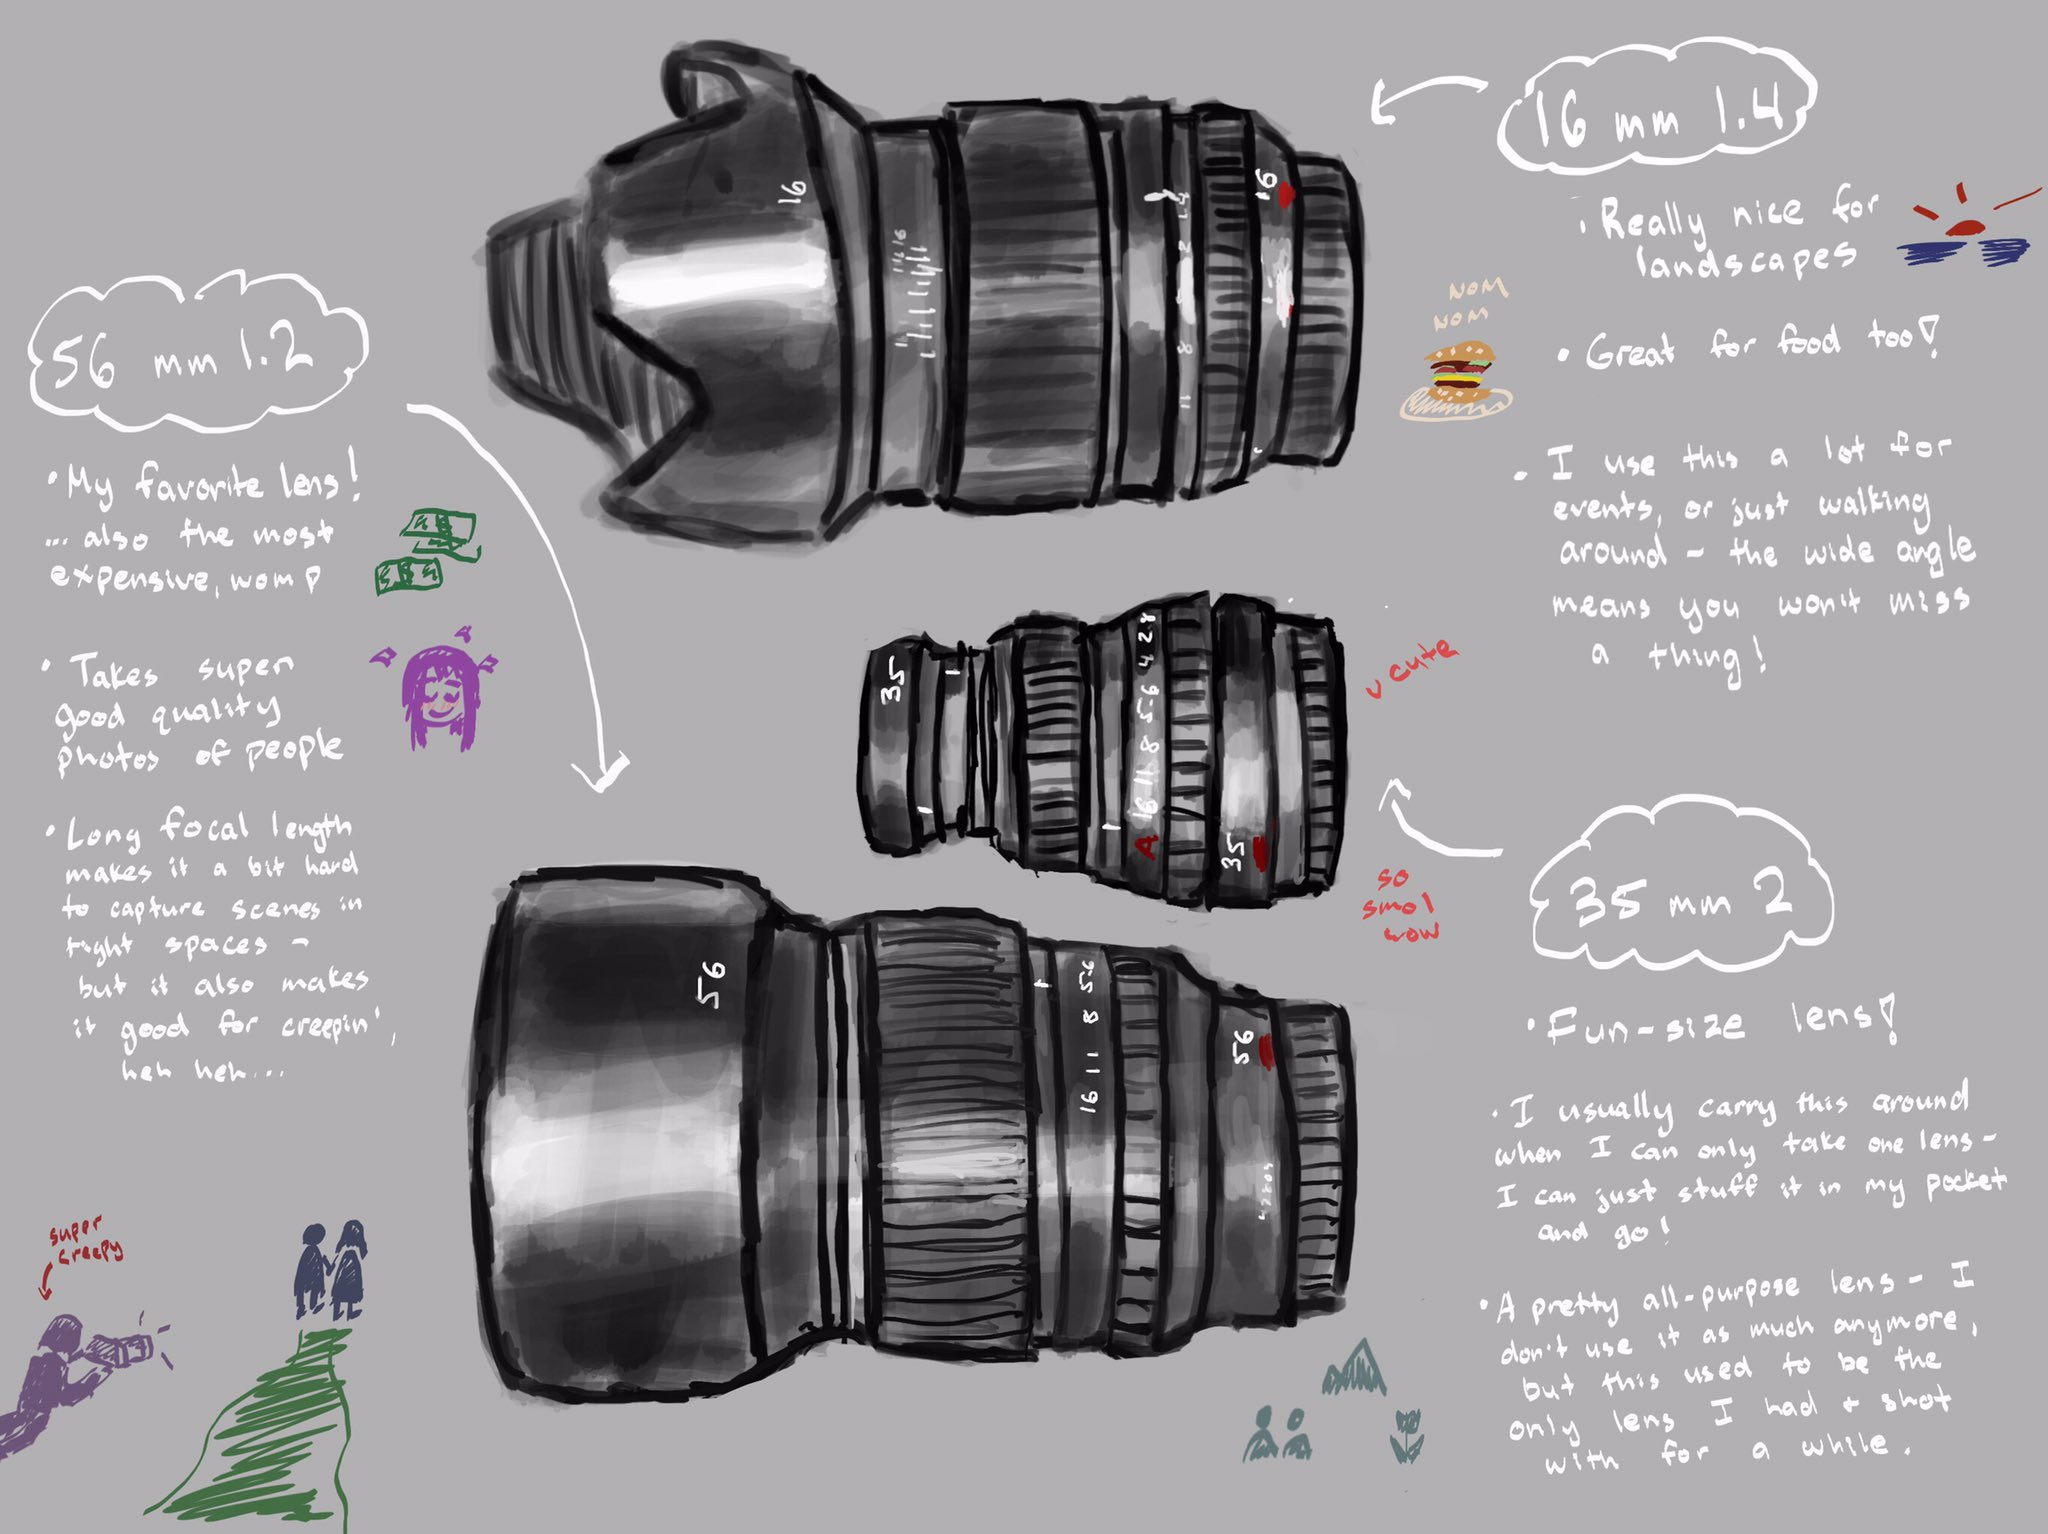 56 mm 1.2
• My favorite lens!
... also the most
expensive, womp
• Takes super
good quality
photos of people
• Long focal length
makes it a bit hard
to capture scenes in
tight spaces -
but it also makes
it good for creepin',
heh heh...
super
creepy
16
16
1.4
2
8
11
16 mm 1.4
• Really nice for
landscapes
NOM
NOM
• Great for food too!
• I use this a lot for
events, or just walking
around - the wide angle
means you won't miss
a thing!
35
A 16 11 8 5.6 4 2.8
35
v cute
so
smol
wow
35 mm 2
• Fun-size lens!
• I usually carry this around
when I can only take one lens -
I can just stuff it in my pocket
and go!
• A pretty all-purpose lens - I
don't use it as much anymore,
but this used to be the
only lens I had + shot
with for a while.
56
16 11 8 5.6
56